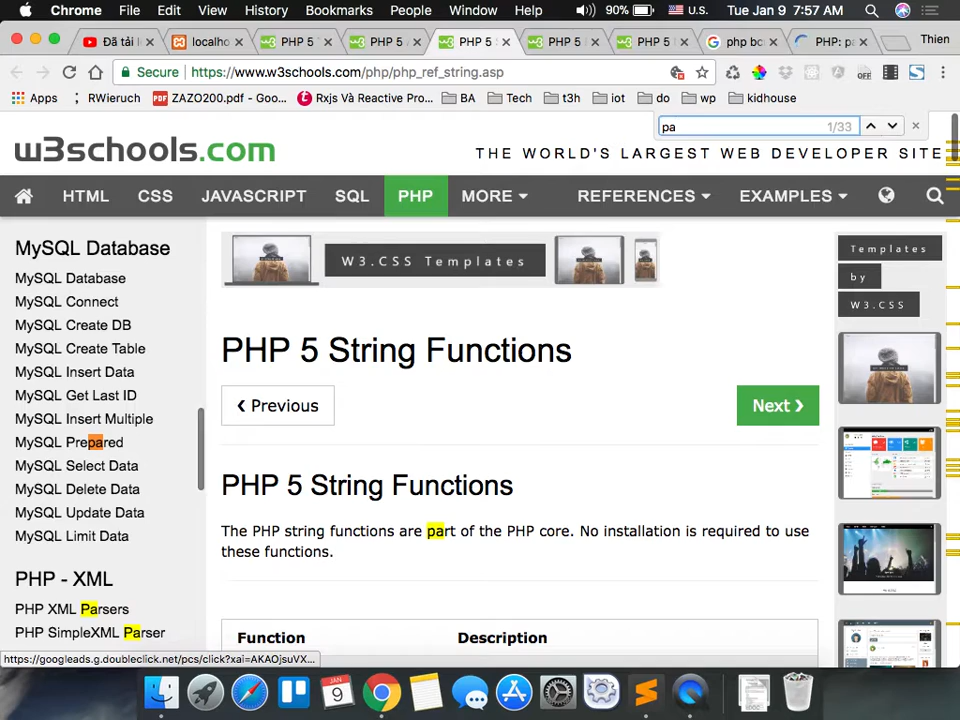 Chrome File Edit View History Bookmarks People Window Help 90% U.S. Tue Jan 9 7:57 AM
Đã tải l localho PHP 5 PHP 5 PHP 5 PHP 5 PHP 5 php bc PHP: pa Thien
Secure https://www.w3schools.com/php/php_ref_string.asp OFF
Apps RWieruch PDF ZAZO200.pdf - Goo... Rxjs Và Reactive Pro... BA Tech t3h iot do wp kidhouse
pa 1/33
w3schools.com
THE WORLD'S LARGEST WEB DEVELOPER SITE
HTML CSS JAVASCRIPT SQL PHP MORE REFERENCES EXAMPLES
MySQL Database
MySQL Database
MySQL Connect
MySQL Create DB
MySQL Create Table
MySQL Insert Data
MySQL Get Last ID
MySQL Insert Multiple
MySQL Prepared
MySQL Select Data
MySQL Delete Data
MySQL Update Data
MySQL Limit Data
PHP - XML
PHP XML Parsers
PHP SimpleXML Parser
W3.CSS Templates
PHP 5 String Functions
❮ Previous
Next ❯
PHP 5 String Functions
The PHP string functions are part of the PHP core. No installation is required to use
these functions.
Function Description
Templates
by
W3.CSS
https://googleads.g.doubleclick.net/pcs/click?xai=AKAOjsuVX...
JAN
9